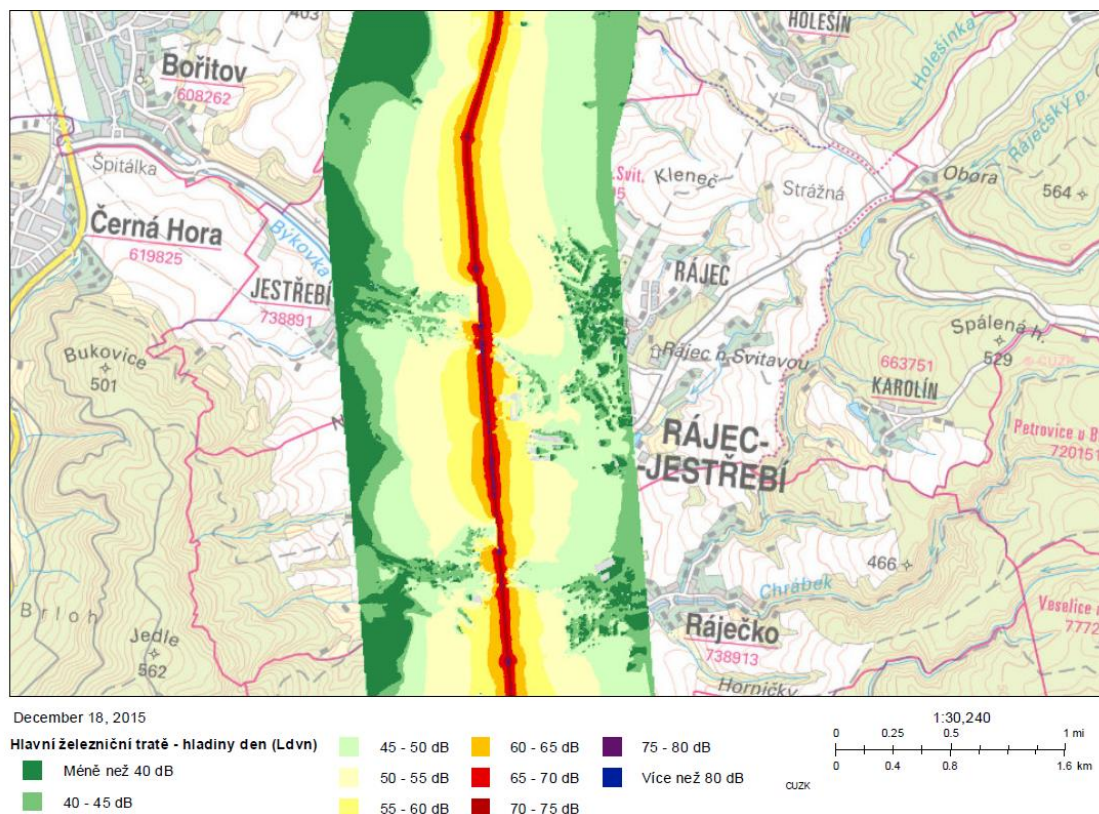 403
HOLEŠÍN
Bořitov
608262
Holešinka
Ráječský p.
Špitálka
Svit.
Kleneč
Strážná
Obora
564
Černá Hora
619825
Býkovka
JESTŘEBÍ
738891
RÁJEC
Bukovice
501
Rájec n. Svitavou
Spálená h.
529
CUZK
663751
KAROLÍN
RÁJEC-
-JESTŘEBÍ
Petrovice u B
720151
466
Chrábek
Brloh
Jedle
562
Ráječko
738913
Veselice
7772
Horničky
December 18, 2015
1:30,240
Hlavní železniční tratě - hladiny den (Ldvn)
Méně než 40 dB
40 - 45 dB
45 - 50 dB
50 - 55 dB
55 - 60 dB
60 - 65 dB
65 - 70 dB
70 - 75 dB
75 - 80 dB
Více než 80 dB
0 0.25 0.5 1 mi
0 0.4 0.8 1.6 km
CUZK